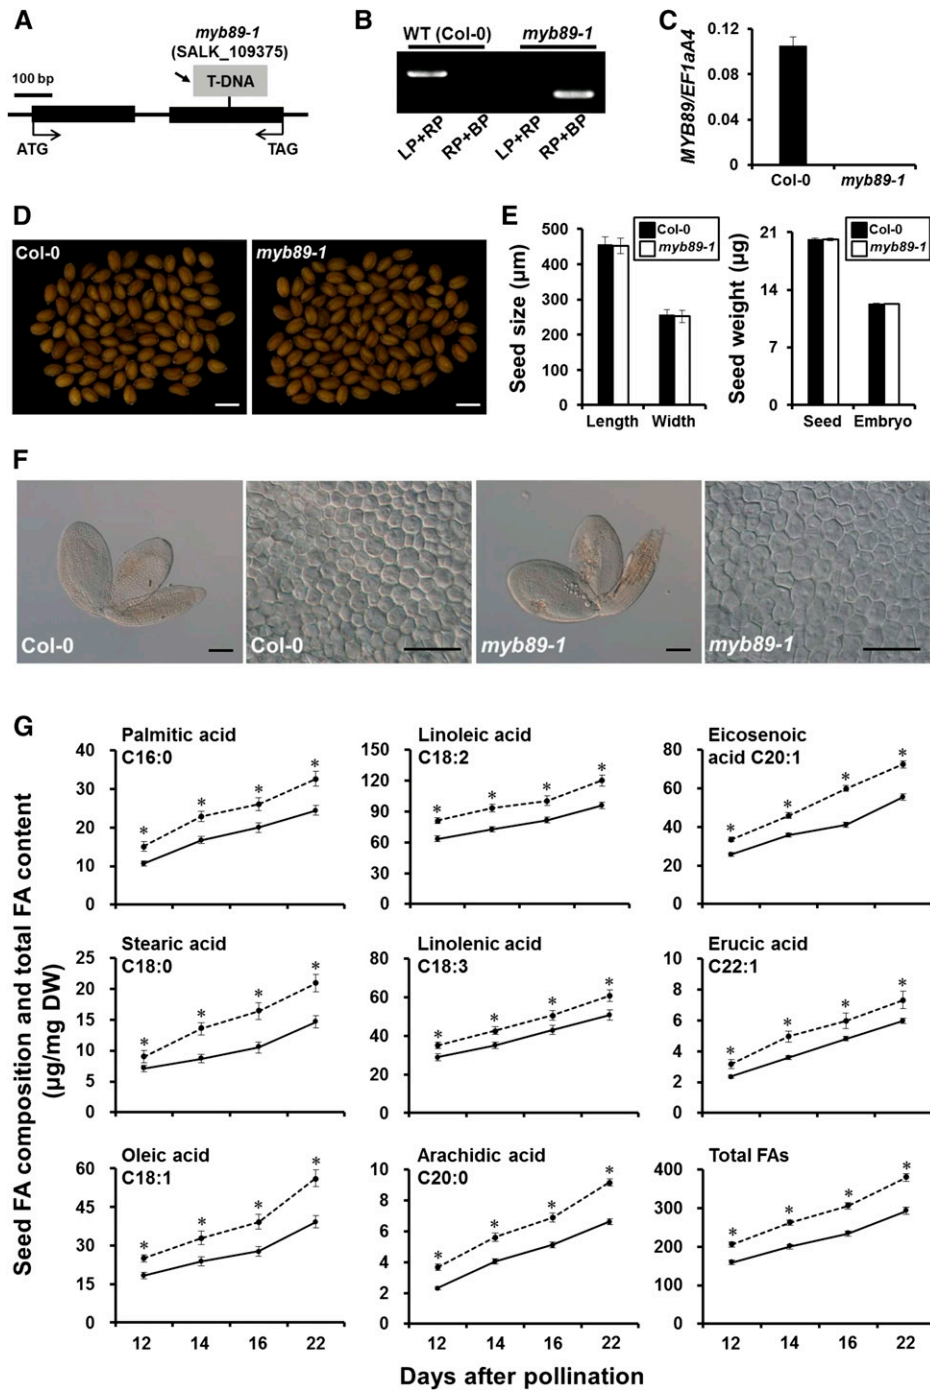 A
myb89-1
(SALK_109375)
100 bp
T-DNA
ATG
TAG
B
WT (Col-0)
myb89-1
LP+RP
RP+BP
LP+RP
RP+BP
C
MYB89/EF1aA4
0.12
0.08
0.04
0
Col-0
myb89-1
D
Col-0
myb89-1
E
Seed size (µm)
500
400
300
200
100
0
Length
Width
Col-0
myb89-1
Seed weight (µg)
21
14
7
0
Seed
Embryo
Col-0
myb89-1
F
Col-0
Col-0
myb89-1
myb89-1
G
Seed FA composition and total FA content
(µg/mg DW)
Palmitic acid
C16:0
40
30
20
10
0
* * * *
Linoleic acid
C18:2
150
120
90
60
30
0
* * * *
Eicosenoic
acid C20:1
80
60
40
20
0
* * * *
Stearic acid
C18:0
25
20
15
10
5
0
* * * *
Linolenic acid
C18:3
80
60
40
20
0
* * * *
Erucic acid
C22:1
10
8
6
4
2
0
* * * *
Oleic acid
C18:1
60
45
30
15
0
* * * *
12 14 16 22
Arachidic acid
C20:0
10
8
6
4
2
0
* * * *
12 14 16 22
Total FAs
400
300
200
100
0
* * * *
12 14 16 22
Days after pollination